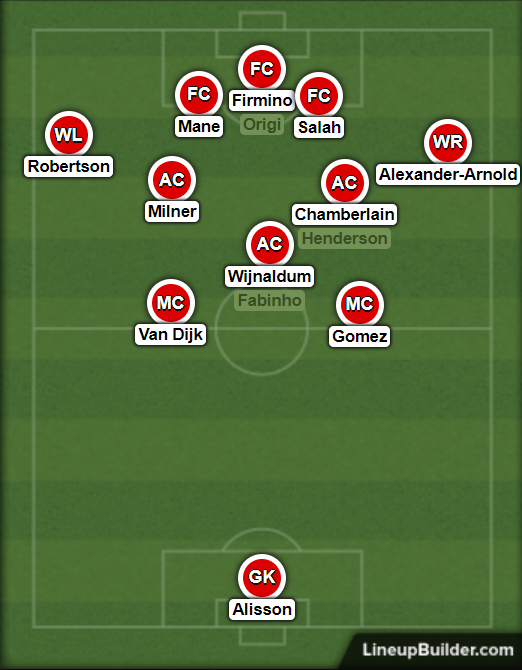 FC
Firmino
Origi
FC
Mane
FC
Salah
WL
Robertson
WR
Alexander-Arnold
AC
Milner
AC
Chamberlain
Henderson
AC
Wijnaldum
Fabinho
MC
Van Dijk
MC
Gomez
GK
Alisson
LineupBuilder.com